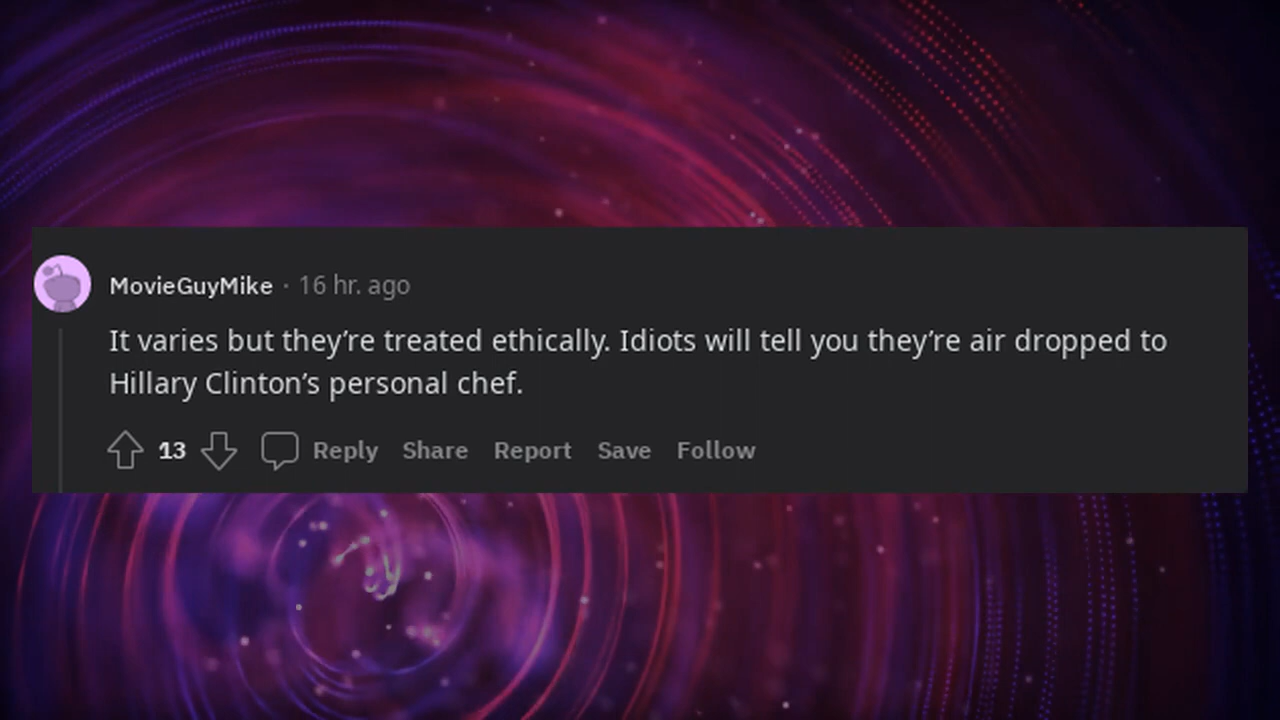 MovieGuyMike · 16 hr. ago
It varies but they’re treated ethically. Idiots will tell you they’re air dropped to
Hillary Clinton’s personal chef.
13 Reply Share Report Save Follow